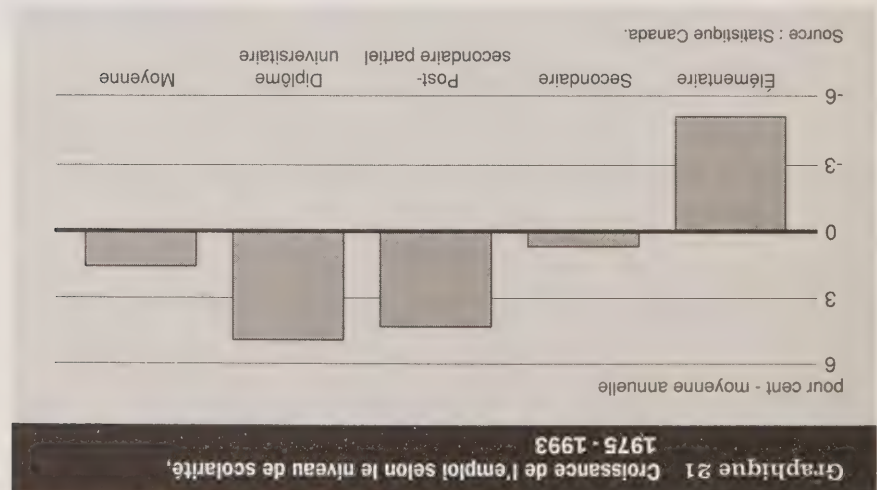 Graphique 21 Croissance de l'emploi selon le niveau de scolarité,
1975 - 1993
pour cent - moyenne annuelle
6
3
0
-3
-6
Élémentaire
Secondaire
Post-
secondaire partiel
Diplôme
universitaire
Moyenne
Source : Statistique Canada.